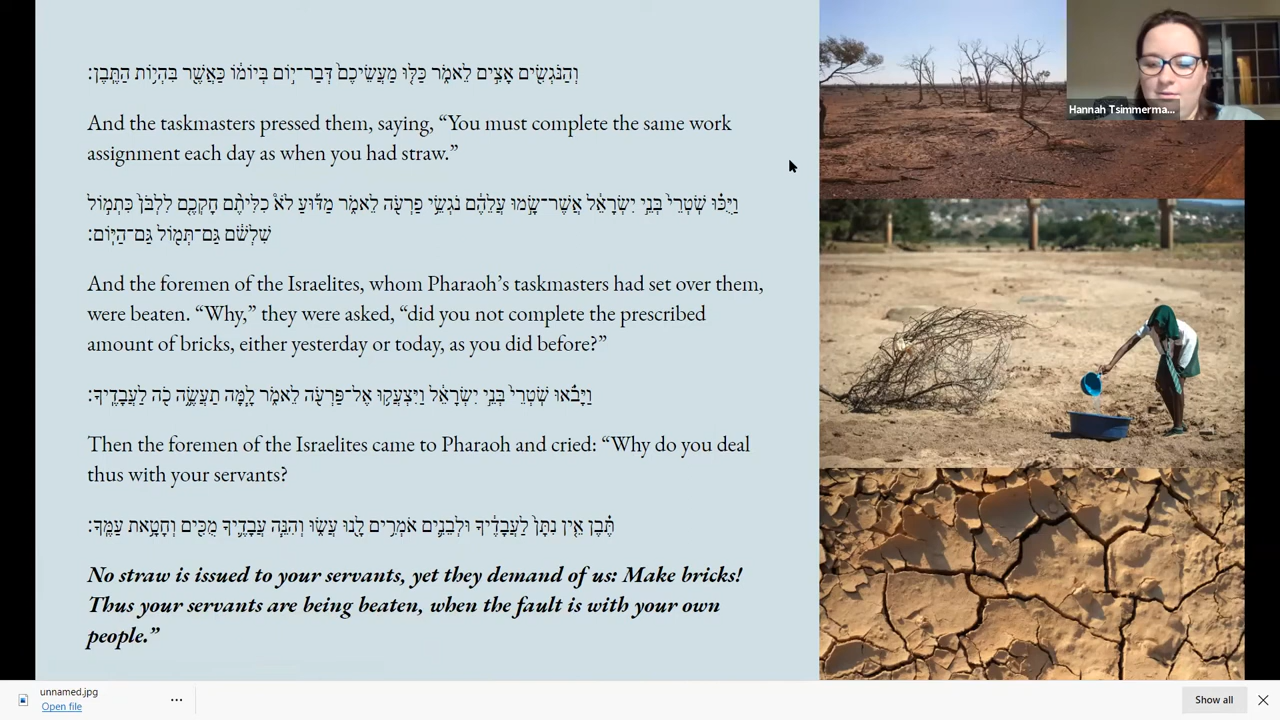 וְהַנֹּגְשִׂ֖ים אָצִ֣ים לֵאמֹ֑ר כַּלּ֤וּ מַעֲשֵׂיכֶם֙ דְּבַר־י֣וֹם בְּיוֹמ֔וֹ כַּאֲשֶׁ֖ר בִּהְי֥וֹת הַתֶּֽבֶן׃
And the taskmasters pressed them, saying, “You must complete the same work
assignment each day as when you had straw.”
וַיֻּכּ֗וּ שֹֽׁטְרֵי֙ בְּנֵ֣י יִשְׂרָאֵ֔ל אֲשֶׁר־שָׂ֣מוּ עֲלֵהֶ֔ם נֹגְשֵׂ֥י פַרְעֹ֖ה לֵאמֹ֑ר מַדּ֡וּעַ לֹא֩ כִלִּיתֶ֨ם חׇקְכֶ֤ם לִלְבֹּן֙ כִּתְמ֣וֹל
שִׁלְשֹׁ֔ם גַּם־תְּמ֖וֹל גַּם־הַיּֽוֹם׃
And the foremen of the Israelites, whom Pharaoh’s taskmasters had set over them,
were beaten. “Why,” they were asked, “did you not complete the prescribed
amount of bricks, either yesterday or today, as you did before?”
וַיָּבֹ֗אוּ שֹֽׁטְרֵי֙ בְּנֵ֣י יִשְׂרָאֵ֔ל וַיִּצְעֲק֥וּ אֶל־פַּרְעֹ֖ה לֵאמֹ֑ר לָ֧מָּה תַעֲשֶׂ֦ה כֹ֖ה לַעֲבָדֶֽיךָ׃
Then the foremen of the Israelites came to Pharaoh and cried: “Why do you deal
thus with your servants?
תֶּ֗בֶן אֵ֤ין נִתָּן֙ לַעֲבָדֶ֔יךָ וּלְבֵנִ֛ים אֹמְרִ֥ים לָ֖נוּ עֲשׂ֑וּ וְהִנֵּ֧ה עֲבָדֶ֛יךָ מֻכִּ֖ים וְחָטָ֥את עַמֶּֽךָ׃
No straw is issued to your servants, yet they demand of us: Make bricks!
Thus your servants are being beaten, when the fault is with your own
people.”
Hannah Tsimmerma...
unnamed.jpg
Open file
Show all